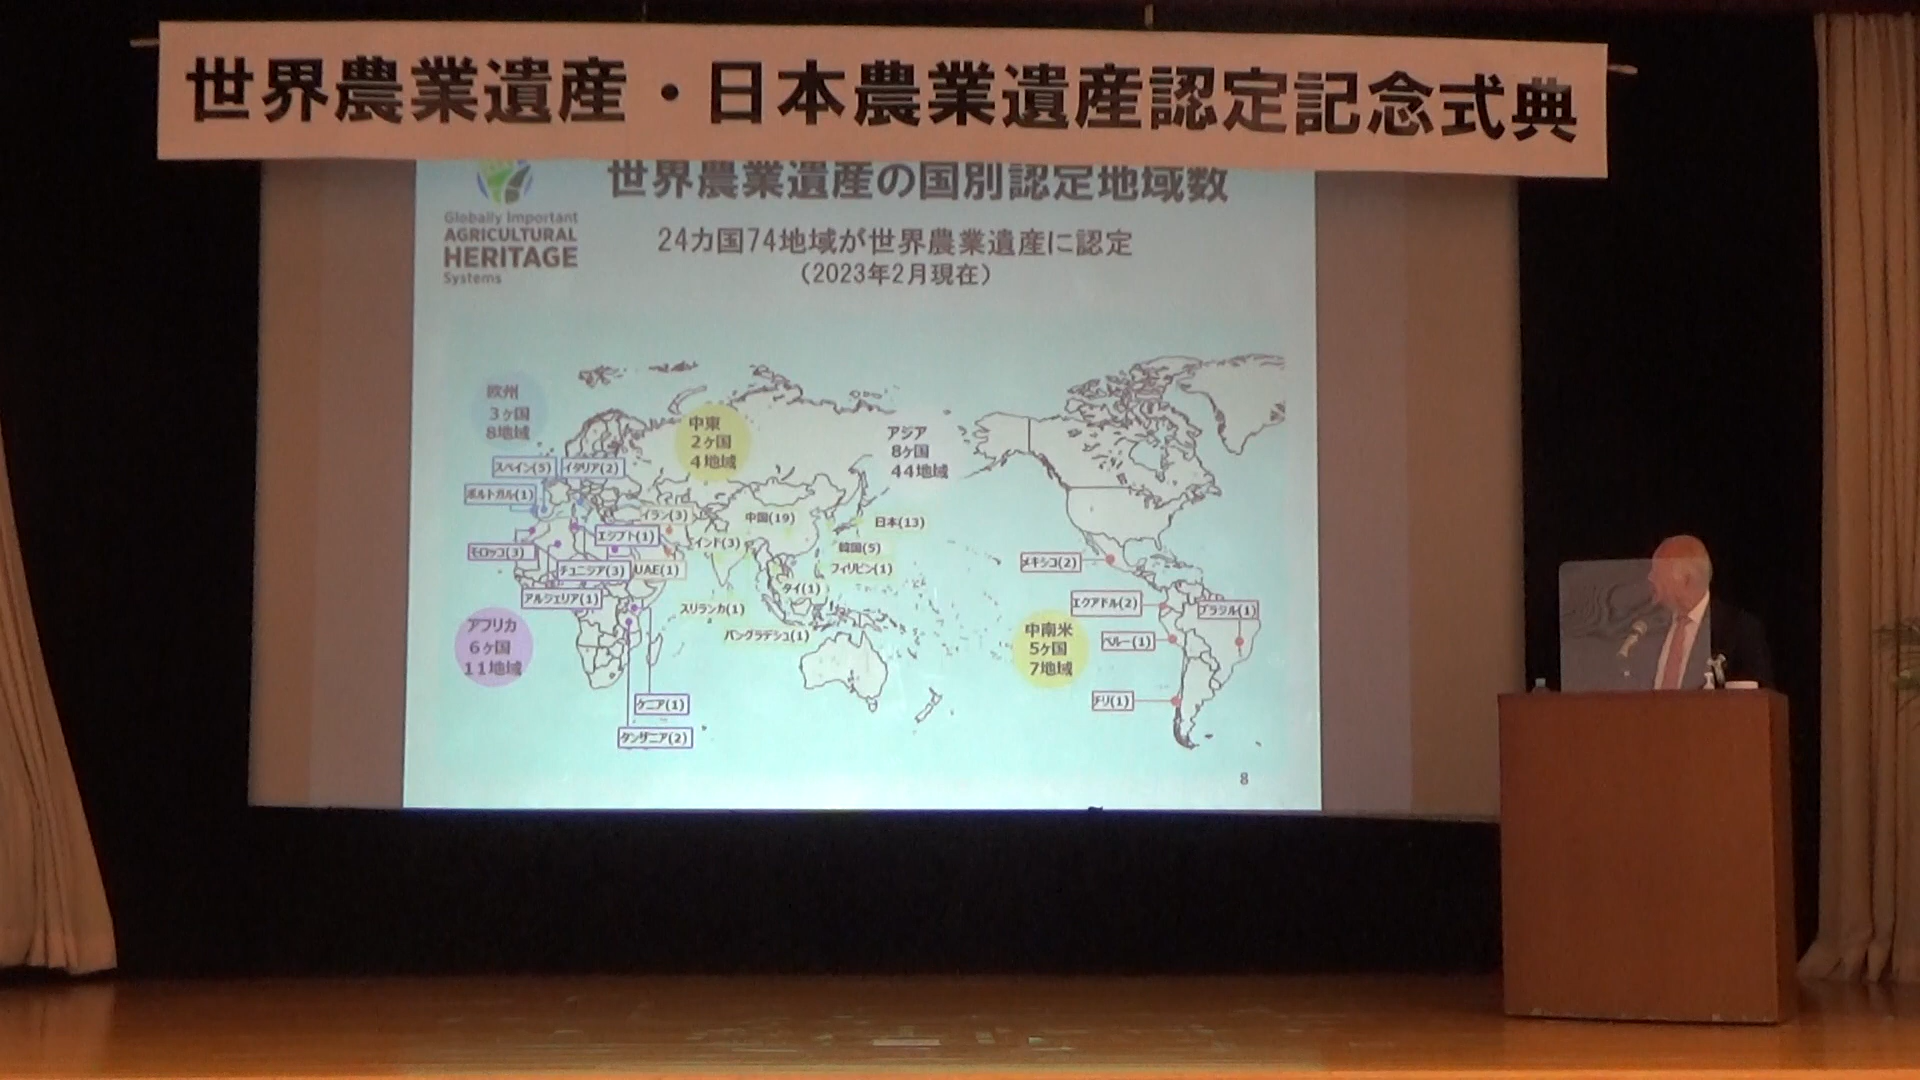 世界農業遺産・日本農業遺産認定記念式典
世界農業遺産の国別認定地域数
Globally Important
AGRICULTURAL
HERITAGE
Systems
24カ国74地域が世界農業遺産に認定
（2023年2月現在）
欧州
3ヶ国
8地域
中東
2ヶ国
4地域
アジア
8ヶ国
44地域
スペイン(5)
イタリア(2)
ポルトガル(1)
イラン(3)
中国(19)
日本(13)
エジプト(1)
インド(3)
韓国(5)
モロッコ(3)
チュニジア(3)
UAE(1)
フィリピン(1)
メキシコ(2)
アルジェリア(1)
タイ(1)
スリランカ(1)
エクアドル(2)
ブラジル(1)
アフリカ
6ヶ国
11地域
バングラデシュ(1)
中南米
5ヶ国
7地域
ペルー(1)
ケニア(1)
チリ(1)
タンザニア(2)
8